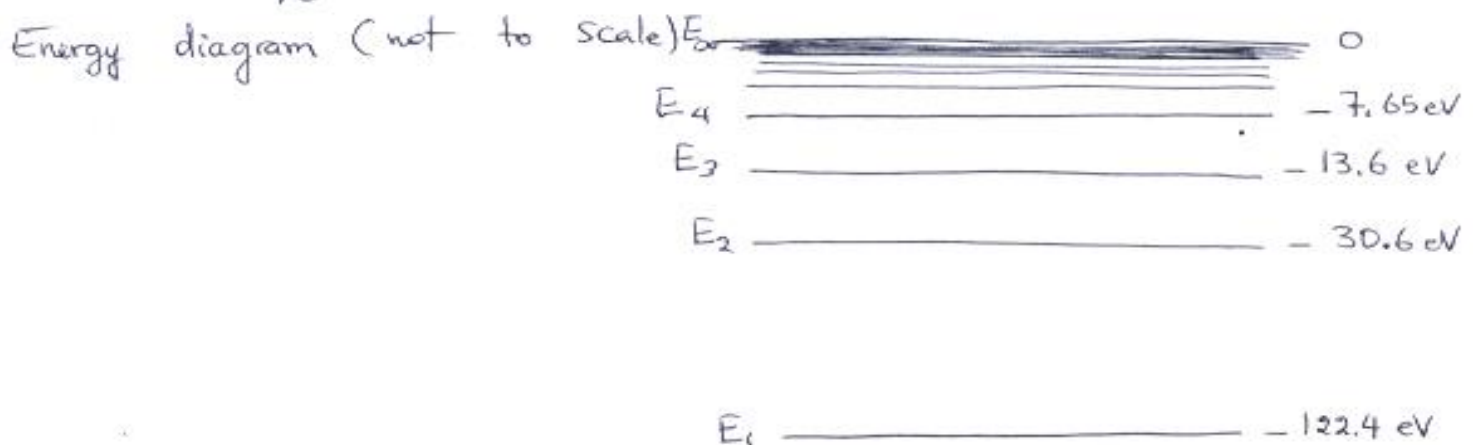 Energy diagram (not to scale) E∞ 0
E4 - 7.65 eV
E3 - 13.6 eV
E2 - 30.6 eV
E1 - 122.4 eV